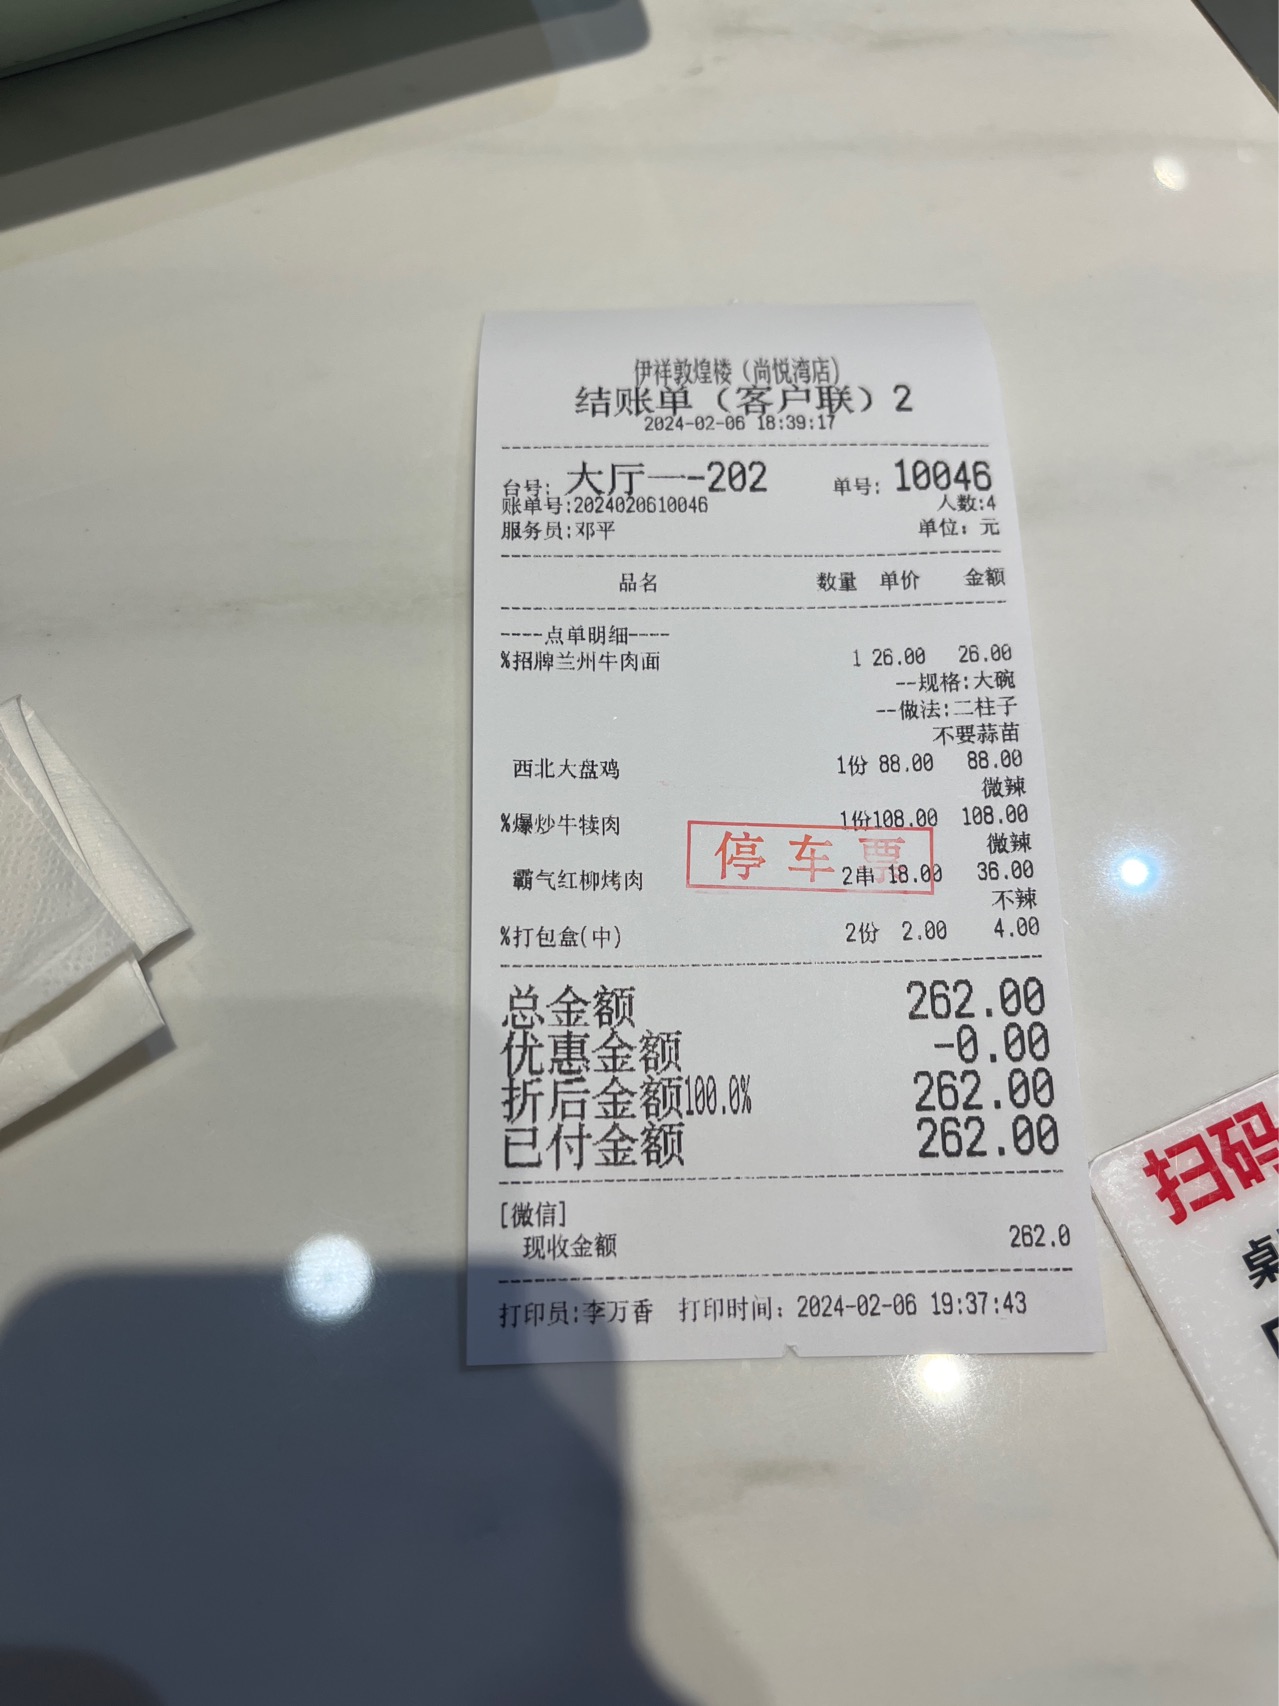 伊祥敦煌楼（尚悦湾店）
结账单（客户联）2
2024-02-06 18:39:17
台号: 大厅一-202 单号: 10046
账单号:2024020610046 人数:4
服务员:邓平 单位: 元
品名 数量 单价 金额
----点单明细----
%招牌兰州牛肉面 1 26.00 26.00
--规格:大碗
--做法:二柱子
不要蒜苗
西北大盘鸡 1份 88.00 88.00
微辣
%爆炒牛犊肉 1份108.00 108.00
微辣
停车票
霸气红柳烤肉 2串 18.00 36.00
不辣
%打包盒(中) 2份 2.00 4.00
总金额 262.00
优惠金额 -0.00
折后金额100.0% 262.00
已付金额 262.00
[微信]
现收金额 262.0
打印员:李万香 打印时间: 2024-02-06 19:37:43
扫码